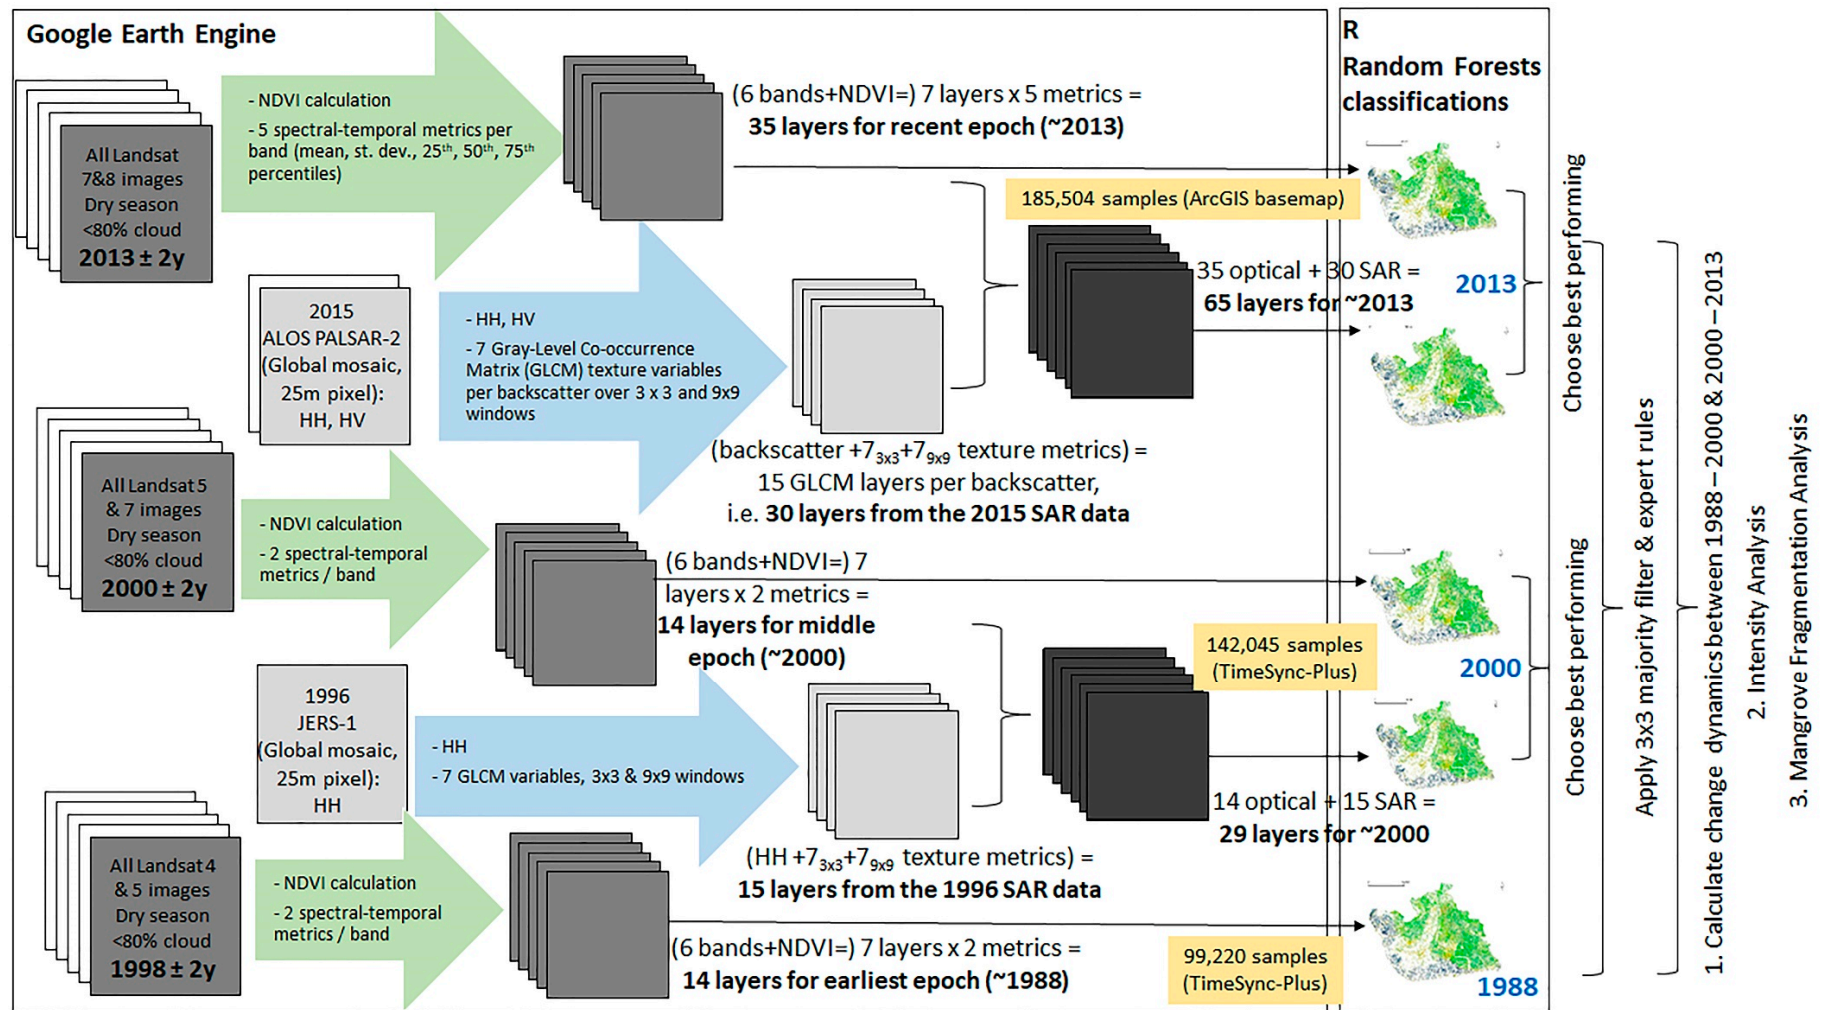 Google Earth Engine
All Landsat
7&8 images
Dry season
<80% cloud
2013 ± 2y
- NDVI calculation
- 5 spectral-temporal metrics per
band (mean, st. dev., 25th, 50th, 75th
percentiles)
(6 bands+NDVI=) 7 layers x 5 metrics =
35 layers for recent epoch (~2013)
2015
ALOS PALSAR-2
(Global mosaic,
25m pixel):
HH, HV
- HH, HV
- 7 Gray-Level Co-occurrence
Matrix (GLCM) texture variables
per backscatter over 3 x 3 and 9x9
windows
(backscatter +73x3+79x9 texture metrics) =
15 GLCM layers per backscatter,
i.e. 30 layers from the 2015 SAR data
185,504 samples (ArcGIS basemap)
35 optical + 30 SAR =
65 layers for ~2013
All Landsat 5
& 7 images
Dry season
<80% cloud
2000 ± 2y
- NDVI calculation
- 2 spectral-temporal
metrics / band
(6 bands+NDVI=) 7
layers x 2 metrics =
14 layers for middle
epoch (~2000)
1996
JERS-1
(Global mosaic,
25m pixel):
HH
- HH
- 7 GLCM variables, 3x3 & 9x9 windows
(HH +73x3+79x9 texture metrics) =
15 layers from the 1996 SAR data
142,045 samples
(TimeSync-Plus)
14 optical + 15 SAR =
29 layers for ~2000
All Landsat 4
& 5 images
Dry season
<80% cloud
1998 ± 2y
- NDVI calculation
- 2 spectral-temporal
metrics / band
(6 bands+NDVI=) 7 layers x 2 metrics =
14 layers for earliest epoch (~1988)
99,220 samples
(TimeSync-Plus)
R
Random Forests
classifications
2013
2000
1988
Choose best performing
Choose best performing
Apply 3x3 majority filter & expert rules
1. Calculate change dynamics between 1988–2000 & 2000–2013
2. Intensity Analysis
3. Mangrove Fragmentation Analysis